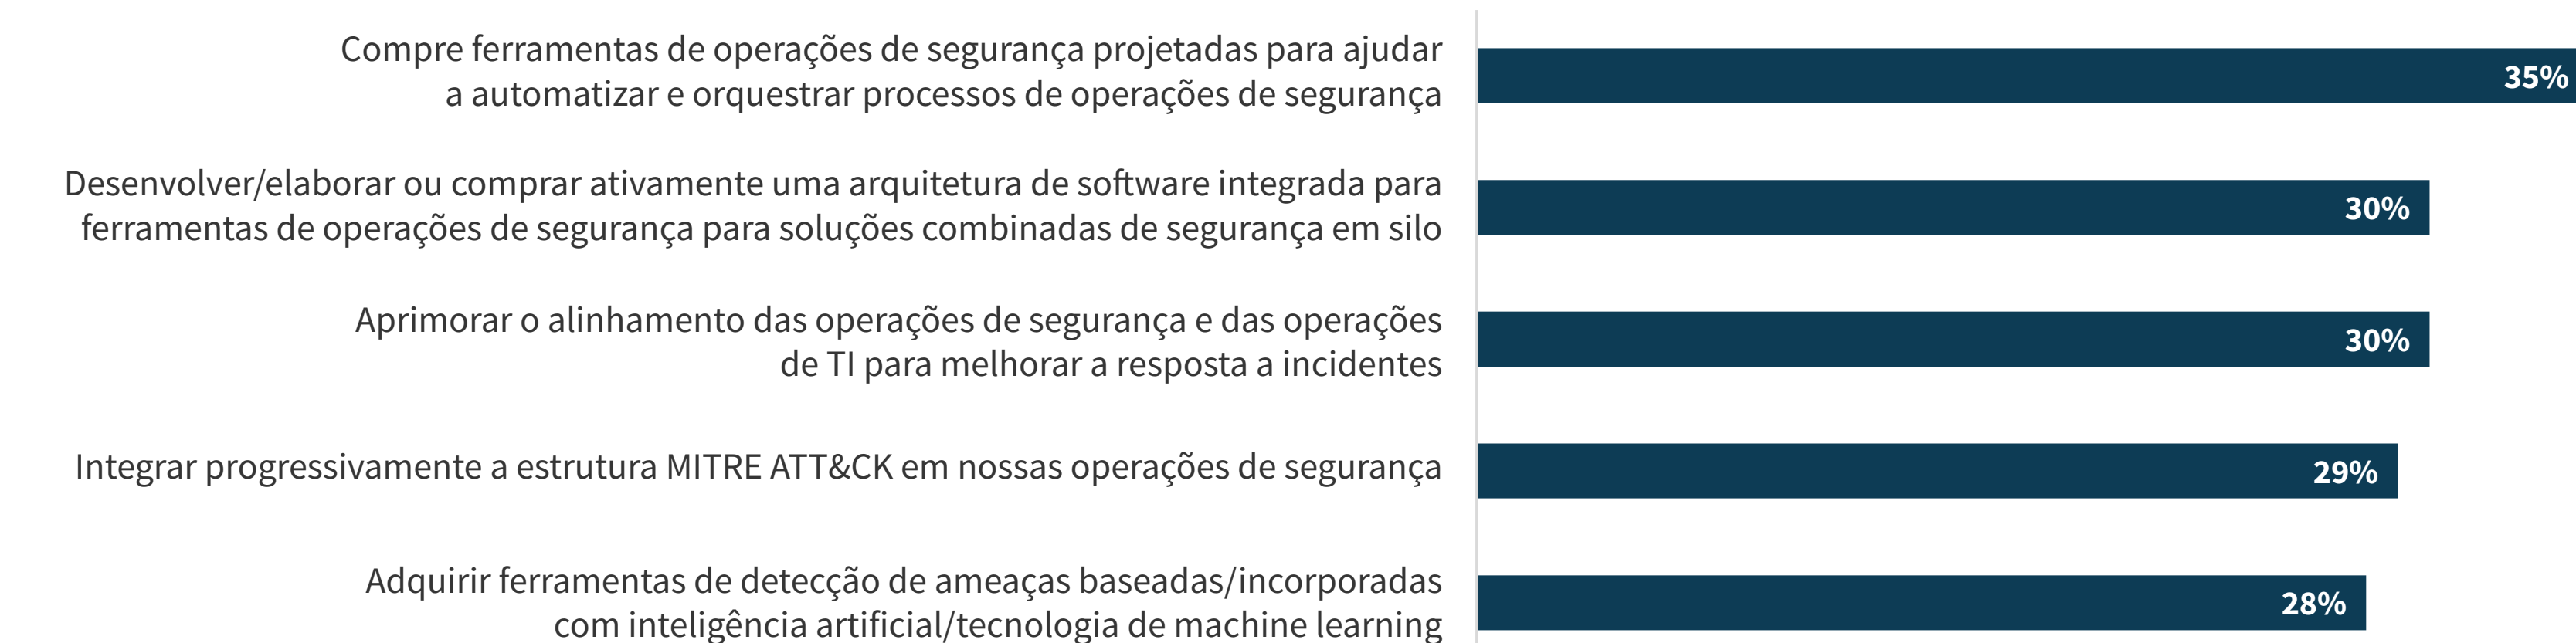 Compre ferramentas de operações de segurança projetadas para ajudar
a automatizar e orquestrar processos de operações de segurança
35%
Desenvolver/elaborar ou comprar ativamente uma arquitetura de software integrada para
ferramentas de operações de segurança para soluções combinadas de segurança em silo
30%
Aprimorar o alinhamento das operações de segurança e das operações
de TI para melhorar a resposta a incidentes
30%
Integrar progressivamente a estrutura MITRE ATT&CK em nossas operações de segurança
29%
Adquirir ferramentas de detecção de ameaças baseadas/incorporadas
com inteligência artificial/tecnologia de machine learning
28%